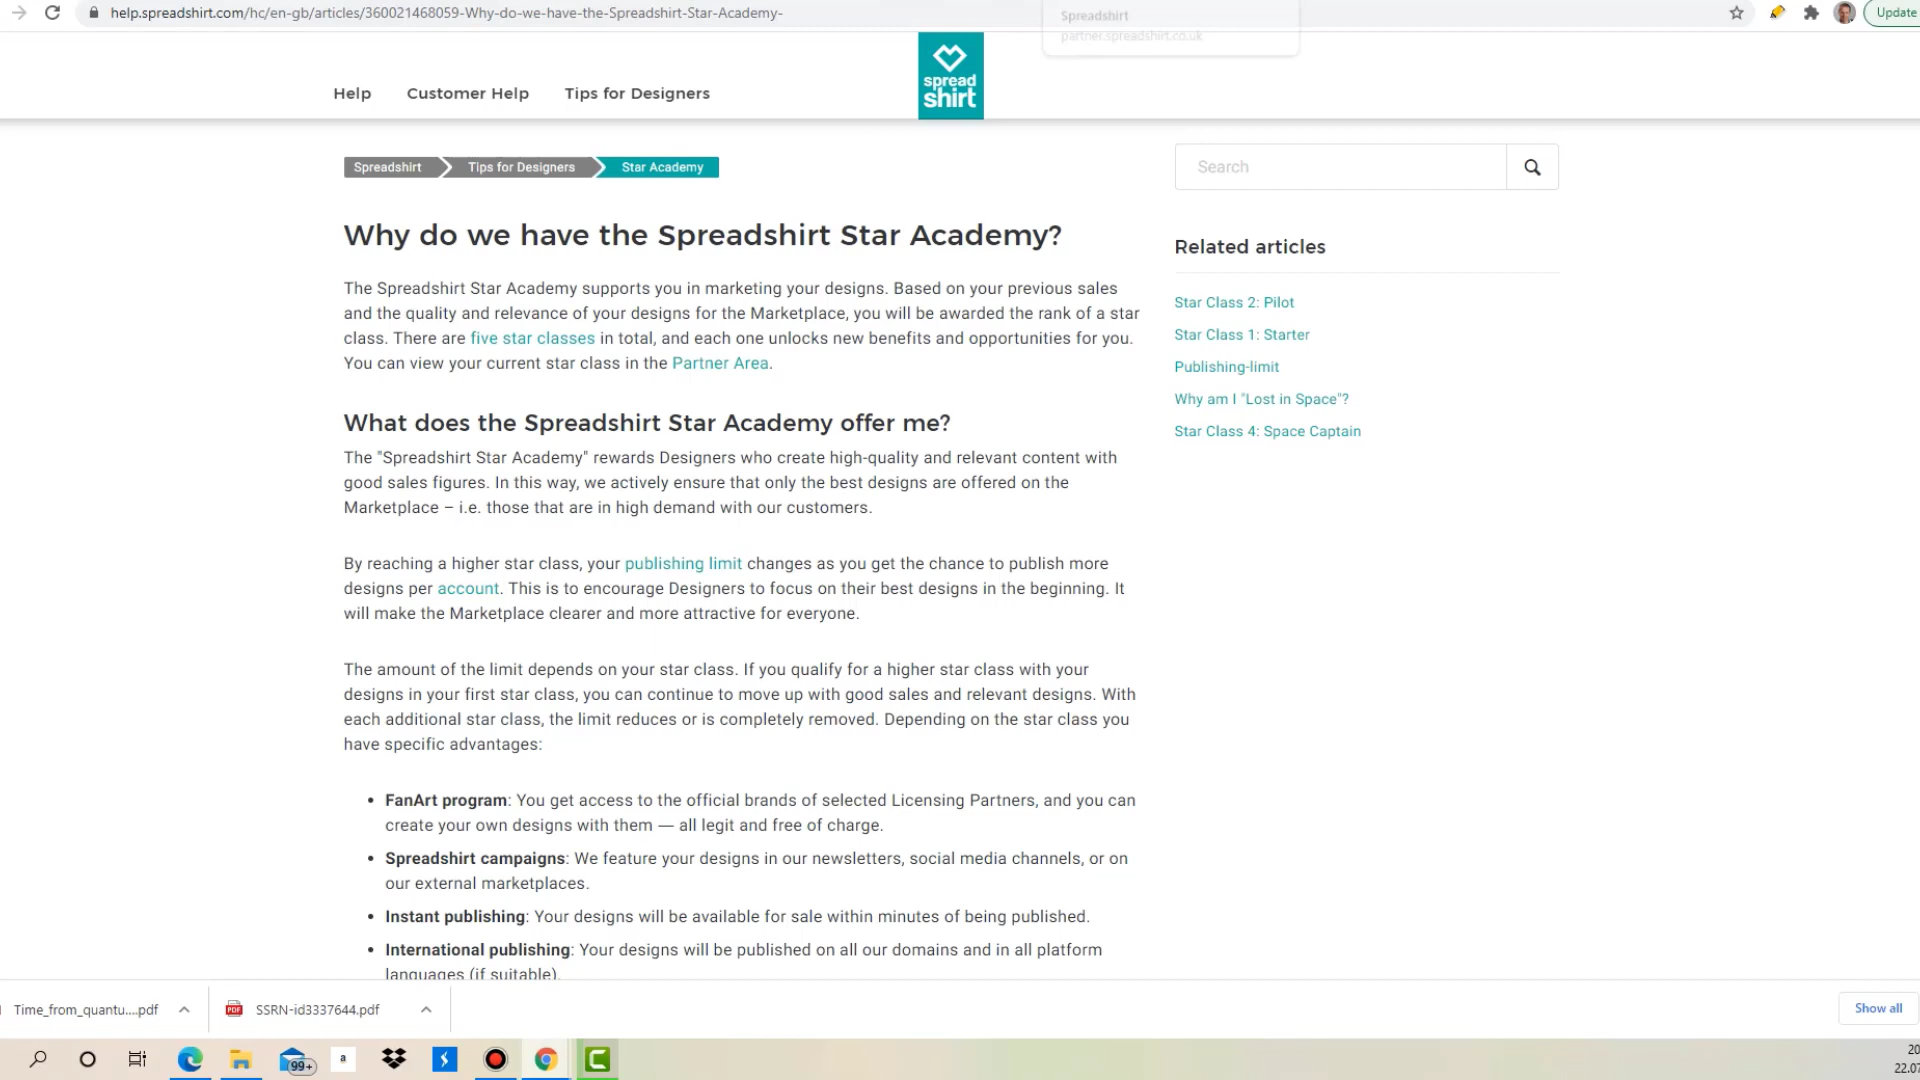 help.spreadshirt.com/hc/en-gb/articles/360021468059-Why-do-we-have-the-Spreadshirt-Star-Academy-
Update
Spreadshirt
partner.spreadshirt.co.uk
Help
Customer Help
Tips for Designers
spread
shirt
Spreadshirt
Tips for Designers
Star Academy
Search
Why do we have the Spreadshirt Star Academy?
The Spreadshirt Star Academy supports you in marketing your designs. Based on your previous sales
and the quality and relevance of your designs for the Marketplace, you will be awarded the rank of a star
class. There are five star classes in total, and each one unlocks new benefits and opportunities for you.
You can view your current star class in the Partner Area.
What does the Spreadshirt Star Academy offer me?
The "Spreadshirt Star Academy" rewards Designers who create high-quality and relevant content with
good sales figures. In this way, we actively ensure that only the best designs are offered on the
Marketplace – i.e. those that are in high demand with our customers.
By reaching a higher star class, your publishing limit changes as you get the chance to publish more
designs per account. This is to encourage Designers to focus on their best designs in the beginning. It
will make the Marketplace clearer and more attractive for everyone.
The amount of the limit depends on your star class. If you qualify for a higher star class with your
designs in your first star class, you can continue to move up with good sales and relevant designs. With
each additional star class, the limit reduces or is completely removed. Depending on the star class you
have specific advantages:
• FanArt program: You get access to the official brands of selected Licensing Partners, and you can
create your own designs with them — all legit and free of charge.
• Spreadshirt campaigns: We feature your designs in our newsletters, social media channels, or on
our external marketplaces.
• Instant publishing: Your designs will be available for sale within minutes of being published.
• International publishing: Your designs will be published on all our domains and in all platform
languages (if suitable).
Related articles
Star Class 2: Pilot
Star Class 1: Starter
Publishing-limit
Why am I "Lost in Space"?
Star Class 4: Space Captain
Time_from_quantu....pdf
PDF
SSRN-id3337644.pdf
Show all
99+
a
20
22.07